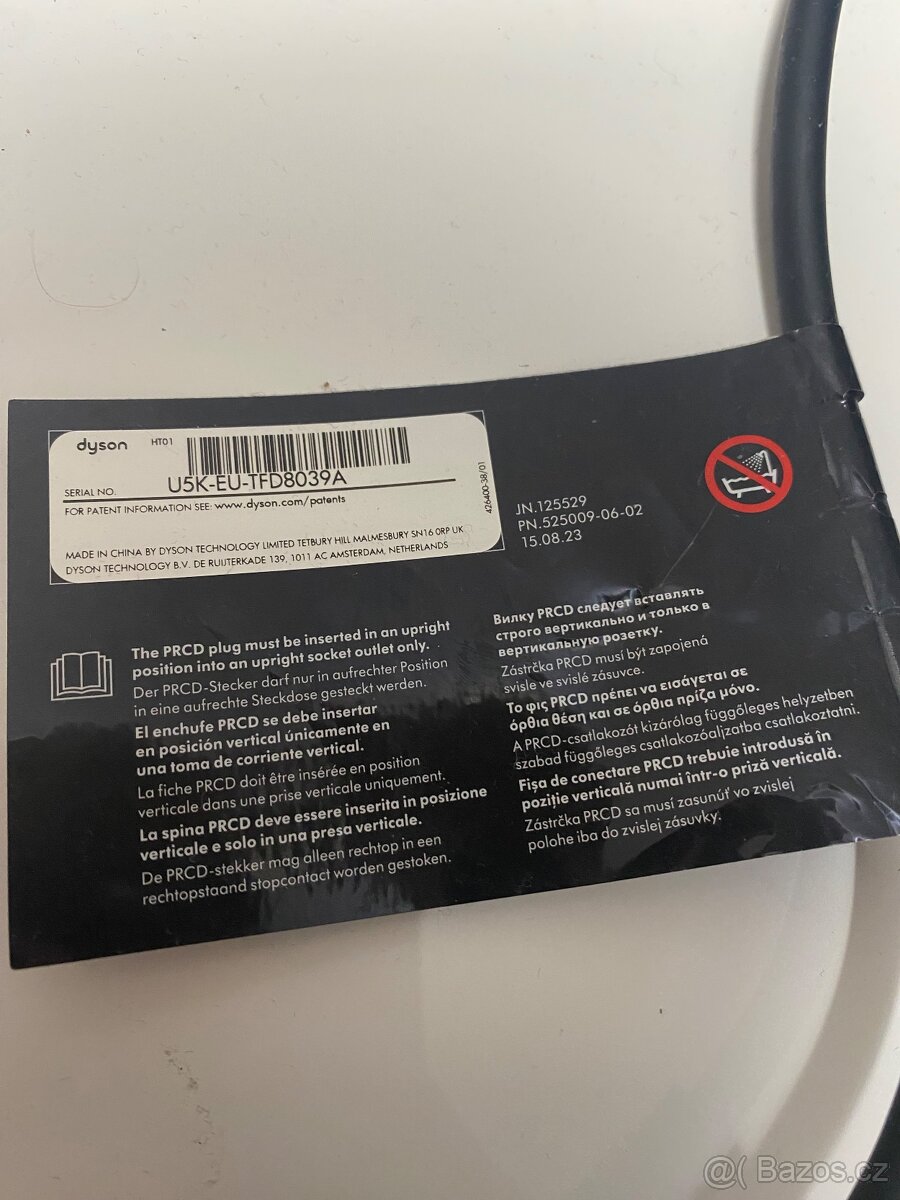 dyson HT01
SERIAL NO. U5K-EU-TFD8039A
FOR PATENT INFORMATION SEE: www.dyson.com/patents
MADE IN CHINA BY DYSON TECHNOLOGY LIMITED TETBURY HILL MALMESBURY SN16 0RP UK
DYSON TECHNOLOGY B.V. DE RUIJTERKADE 139, 1011 AC AMSTERDAM, NETHERLANDS
426400-38/01
JN.125529
PN.525009-06-02
15.08.23
The PRCD plug must be inserted in an upright
position into an upright socket outlet only.
Der PRCD-Stecker darf nur in aufrechter Position
in eine aufrechte Steckdose gesteckt werden.
El enchufe PRCD se debe insertar
en posición vertical únicamente en
una toma de corriente vertical.
La fiche PRCD doit être insérée en position
verticale dans une prise verticale uniquement.
La spina PRCD deve essere inserita in posizione
verticale e solo in una presa verticale.
De PRCD-stekker mag alleen rechtop in een
rechtopstaand stopcontact worden gestoken.
Вилку PRCD следует вставлять
строго вертикально и только в
вертикальную розетку.
Zástrčka PRCD musí být zapojená
svisle ve svislé zásuvce.
Το φις PRCD πρέπει να εισάγεται σε
όρθια θέση και σε όρθια πρίζα μόνο.
A PRCD-csatlakozót kizárólag függőleges helyzetben
szabad függőleges csatlakozóaljzatba csatlakoztatni.
Fișa de conectare PRCD trebuie introdusă în
poziție verticală numai într-o priză verticală.
Zástrčka PRCD sa musí zasunúť vo zvislej
polohe iba do zvislej zásuvky.
@( Bazos.cz